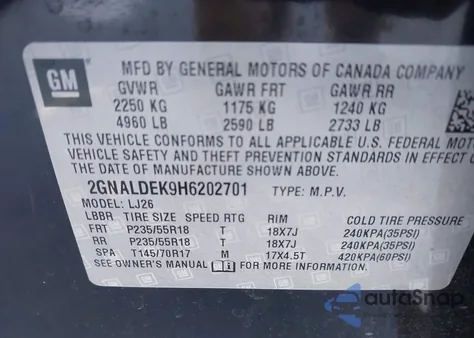 GM
MFD BY GENERAL MOTORS OF CANADA COMPANY
GVWR GAWR FRT GAWR RR
2250 KG 1175 KG 1240 KG
4960 LB 2590 LB 2733 LB
THIS VEHICLE CONFORMS TO ALL APPLICABLE U.S. FEDERAL MOTOR
VEHICLE SAFETY AND THEFT PREVENTION STANDARDS IN EFFECT
THE DATE OF MANUFACTURE SHOWN ABOVE.
2GNALDEK9H6202701 TYPE: M.P.V.
MODEL: LJ26
LBBR TIRE SIZE SPEED RTG RIM COLD TIRE PRESSURE
FRT P235/55R18 T 18X7J 240KPA(35PSI)
RR P235/55R18 T 18X7J 240KPA(35PSI)
SPA T145/70R17 M 17X4.5T 420KPA(60PSI)
SEE OWNER'S MANUAL FOR MORE INFORMATION
autoSnap